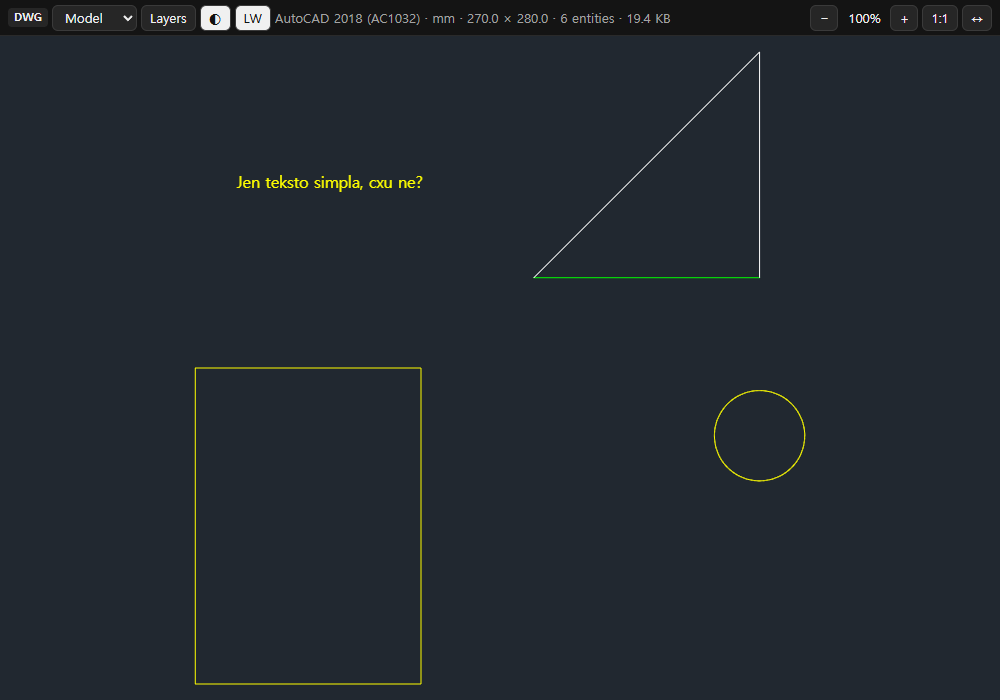 DWG Model Layers LW AutoCAD 2018 (AC1032) · mm · 270.0 × 280.0 · 6 entities · 19.4 KB − 100% + 1:1 ↔
Jen teksto simpla, cxu ne?